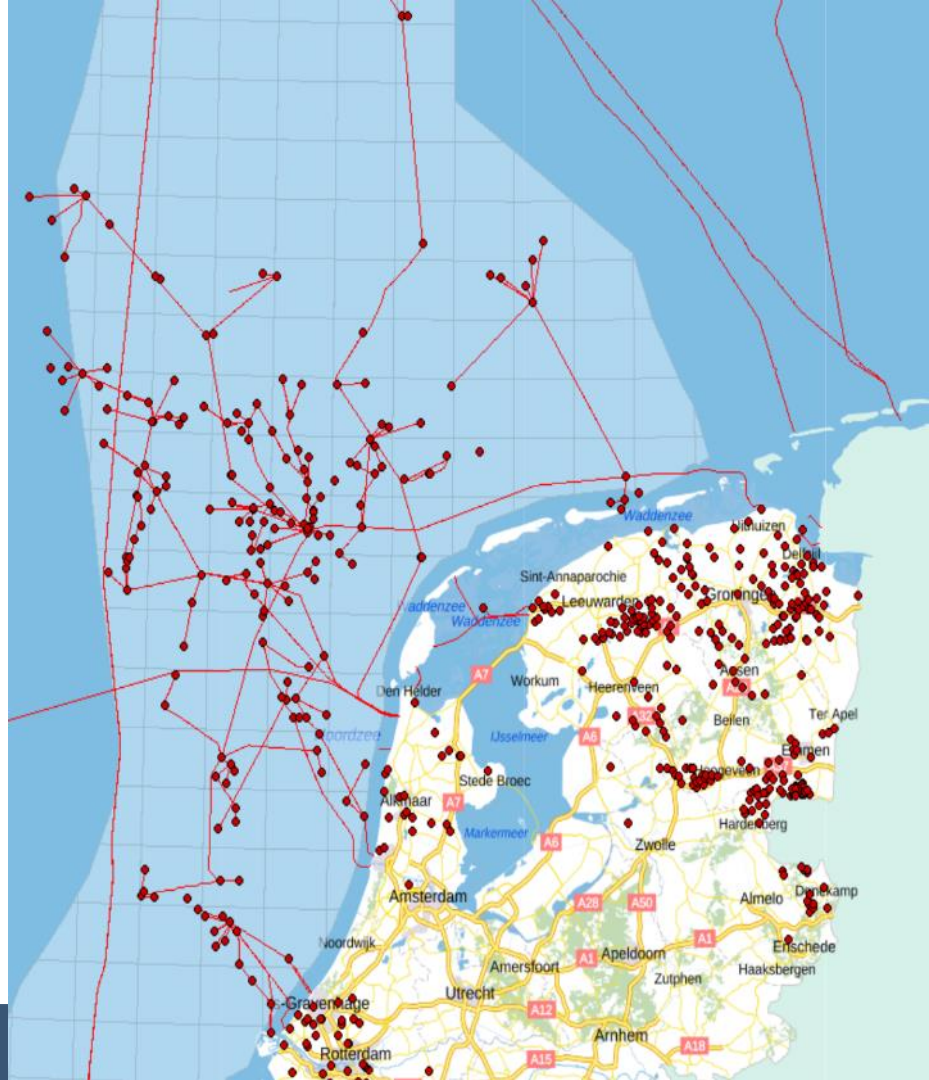 Waddenzee
Uithuizen
Delfzijl
Sint-Annaparochie
Leeuwarden
Groningen
Waddenzee
Waddenzee
A7
Workum
Heerenveen
Assen
Den Helder
A32
Beilen
Ter Apel
Noordzee
IJsselmeer
A6
Emmen
Hoogeveen
Stede Broec
Alkmaar
A7
Markermeer
A6
Hardenberg
Zwolle
Amsterdam
A28
A50
Almelo
Denekamp
Noordwijk
A1
Enschede
Amersfoort
A1
Apeldoorn
Haaksbergen
Zutphen
Utrecht
-Gravenhage
A12
Rotterdam
Arnhem
A15
A18